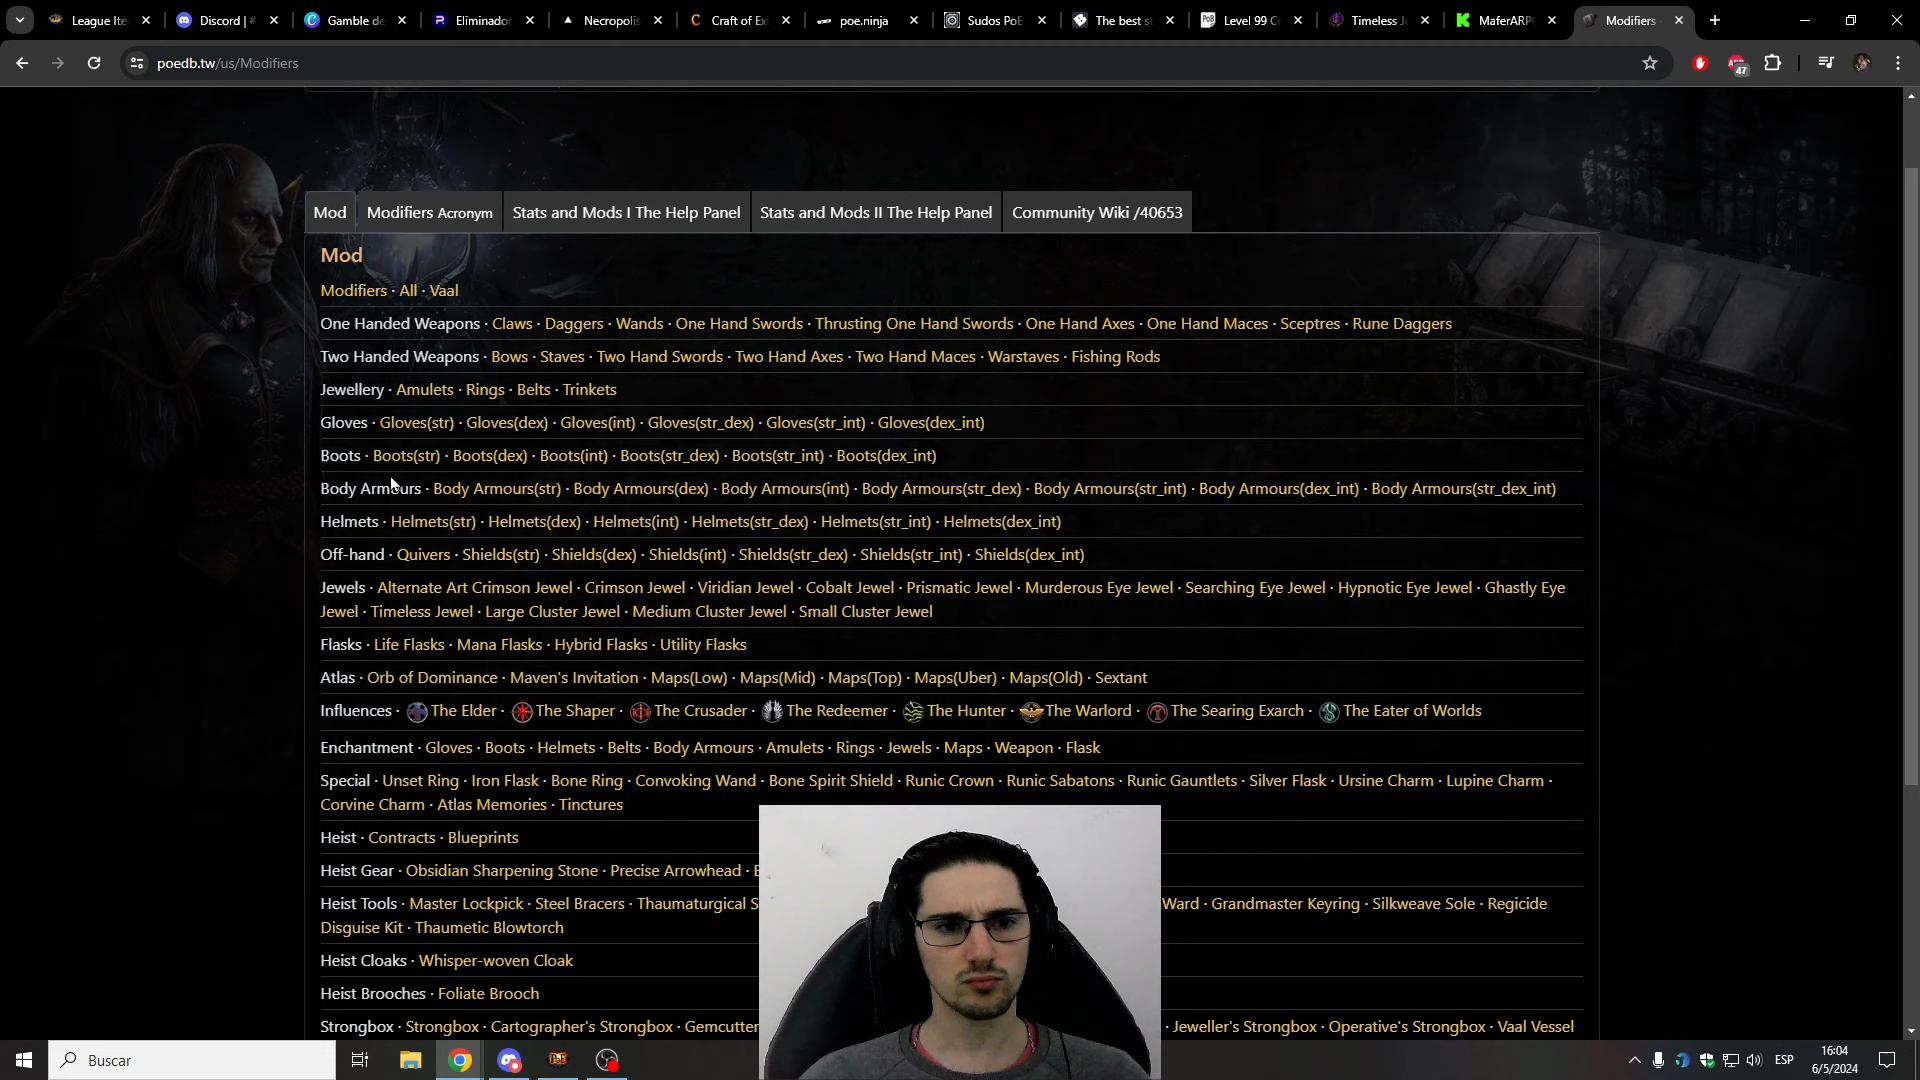 League Ite
Discord | #
Gamble de
Eliminador
Necropolis
Craft of Exi
poe.ninja
Sudos PoE
The best st
Level 99 C
Timeless J
MaferARP
Modifiers
poedb.tw/us/Modifiers
47
Mod
Modifiers Acronym
Stats and Mods I The Help Panel
Stats and Mods II The Help Panel
Community Wiki /40653
Mod
Modifiers · All · Vaal
One Handed Weapons · Claws · Daggers · Wands · One Hand Swords · Thrusting One Hand Swords · One Hand Axes · One Hand Maces · Sceptres · Rune Daggers
Two Handed Weapons · Bows · Staves · Two Hand Swords · Two Hand Axes · Two Hand Maces · Warstaves · Fishing Rods
Jewellery · Amulets · Rings · Belts · Trinkets
Gloves · Gloves(str) · Gloves(dex) · Gloves(int) · Gloves(str_dex) · Gloves(str_int) · Gloves(dex_int)
Boots · Boots(str) · Boots(dex) · Boots(int) · Boots(str_dex) · Boots(str_int) · Boots(dex_int)
Body Armours · Body Armours(str) · Body Armours(dex) · Body Armours(int) · Body Armours(str_dex) · Body Armours(str_int) · Body Armours(dex_int) · Body Armours(str_dex_int)
Helmets · Helmets(str) · Helmets(dex) · Helmets(int) · Helmets(str_dex) · Helmets(str_int) · Helmets(dex_int)
Off-hand · Quivers · Shields(str) · Shields(dex) · Shields(int) · Shields(str_dex) · Shields(str_int) · Shields(dex_int)
Jewels · Alternate Art Crimson Jewel · Crimson Jewel · Viridian Jewel · Cobalt Jewel · Prismatic Jewel · Murderous Eye Jewel · Searching Eye Jewel · Hypnotic Eye Jewel · Ghastly Eye
Jewel · Timeless Jewel · Large Cluster Jewel · Medium Cluster Jewel · Small Cluster Jewel
Flasks · Life Flasks · Mana Flasks · Hybrid Flasks · Utility Flasks
Atlas · Orb of Dominance · Maven's Invitation · Maps(Low) · Maps(Mid) · Maps(Top) · Maps(Uber) · Maps(Old) · Sextant
Influences · The Elder · The Shaper · The Crusader · The Redeemer · The Hunter · The Warlord · The Searing Exarch · The Eater of Worlds
Enchantment · Gloves · Boots · Helmets · Belts · Body Armours · Amulets · Rings · Jewels · Maps · Weapon · Flask
Special · Unset Ring · Iron Flask · Bone Ring · Convoking Wand · Bone Spirit Shield · Runic Crown · Runic Sabatons · Runic Gauntlets · Silver Flask · Ursine Charm · Lupine Charm ·
Corvine Charm · Atlas Memories · Tinctures
Heist · Contracts · Blueprints
Heist Gear · Obsidian Sharpening Stone · Precise Arrowhead ·
Heist Tools · Master Lockpick · Steel Bracers · Thaumaturgical S Ward · Grandmaster Keyring · Silkweave Sole · Regicide
Disguise Kit · Thaumetic Blowtorch
Heist Cloaks · Whisper-woven Cloak
Heist Brooches · Foliate Brooch
Strongbox · Strongbox · Cartographer's Strongbox · Gemcutter · Jeweller's Strongbox · Operative's Strongbox · Vaal Vessel
Buscar
ESP
16:04
6/5/2024